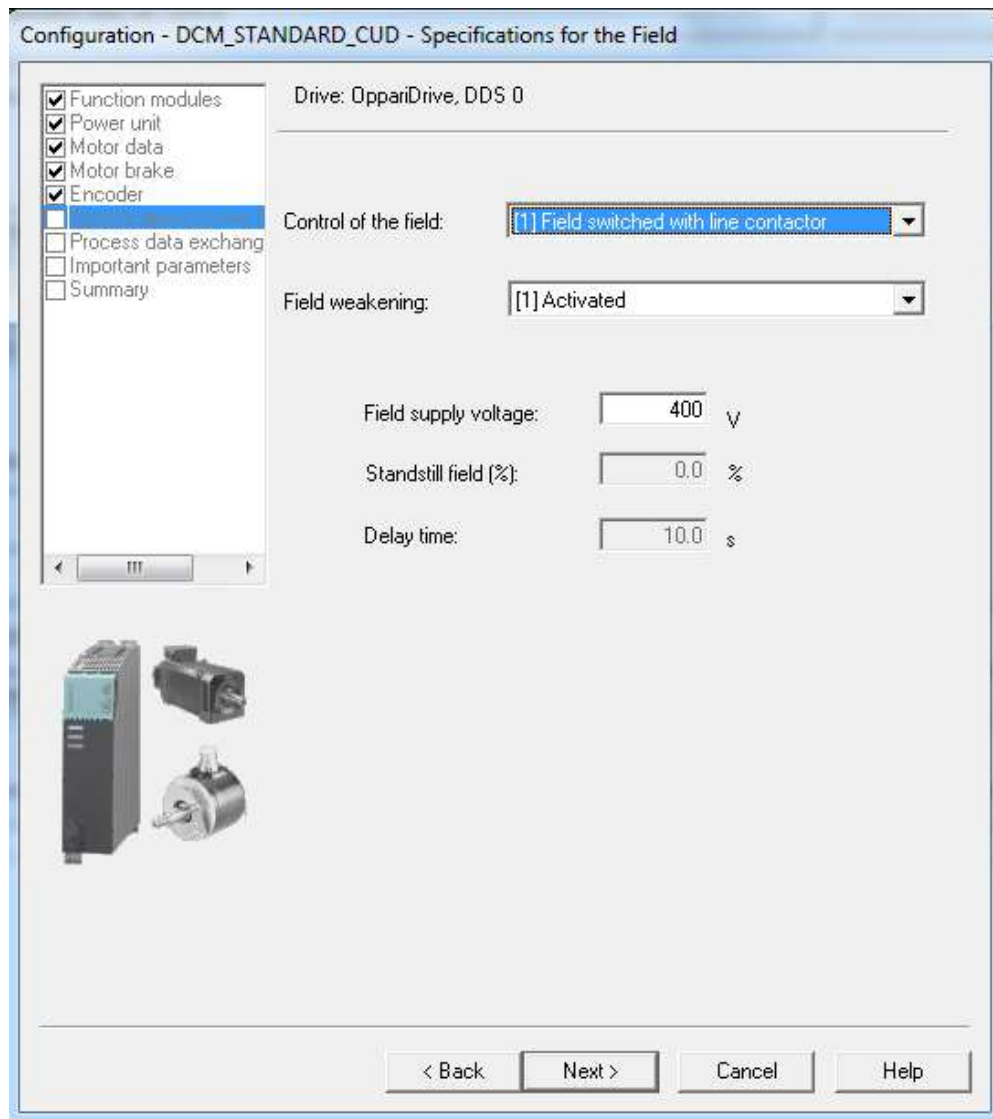 Configuration - DCM_STANDARD_CUD - Specifications for the Field
Function modules
Power unit
Motor data
Motor brake
Encoder
Process data exchang
Important parameters
Summary
Drive: OppariDrive, DDS 0
Control of the field: [1] Field switched with line contactor
Field weakening: [1] Activated
Field supply voltage: 400 V
Standstill field (%): 0.0 %
Delay time: 10.0 s
< Back Next > Cancel Help